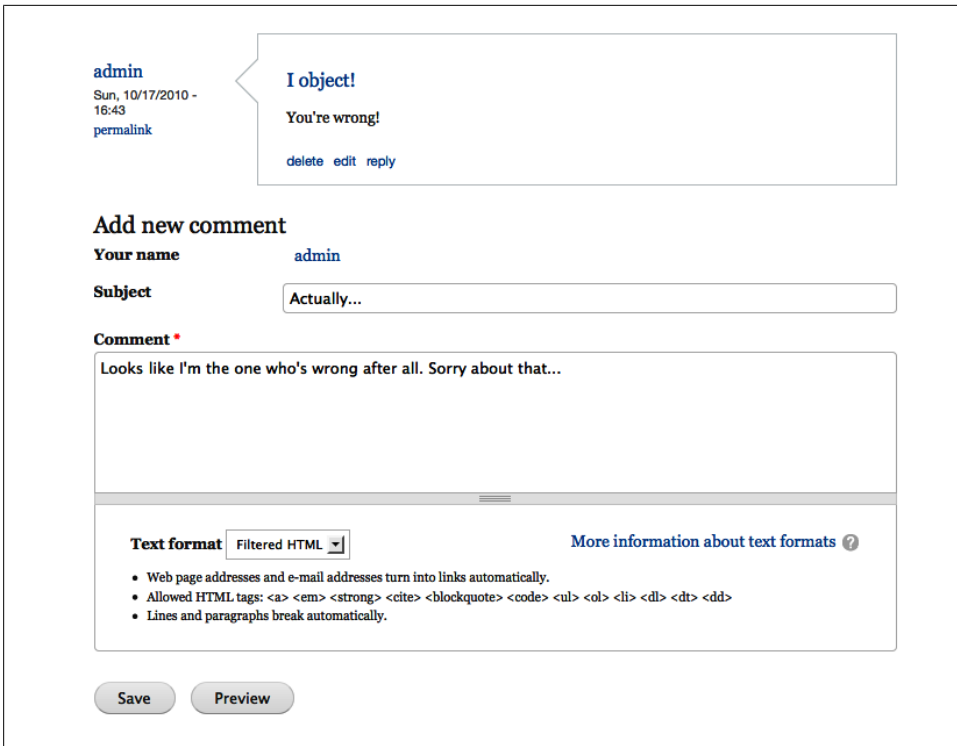 admin
Sun, 10/17/2010 -
16:43
permalink
I object!
You're wrong!
delete edit reply
Add new comment
Your name admin
Subject Actually...
Comment *
Looks like I'm the one who's wrong after all. Sorry about that...
Text format Filtered HTML More information about text formats ?
• Web page addresses and e-mail addresses turn into links automatically.
• Allowed HTML tags: <a> <em> <strong> <cite> <blockquote> <code> <ul> <ol> <li> <dl> <dt> <dd>
• Lines and paragraphs break automatically.
Save Preview